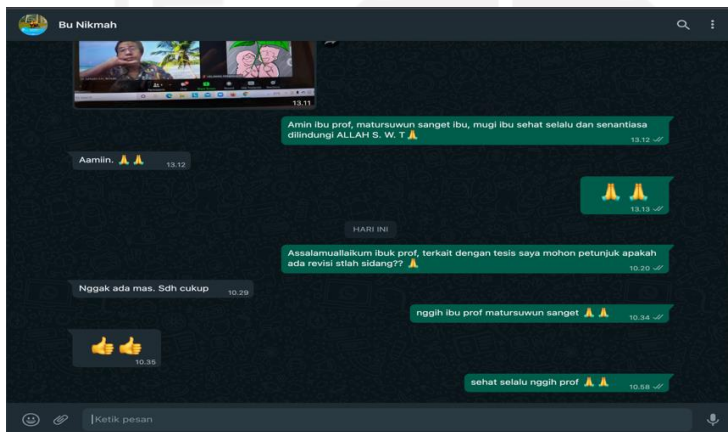 Bu Nikmah
13.11
Amin ibu prof, matursuwun sanget ibu, mugi ibu sehat selalu dan senantiasa
dilindungi ALLAH S. W. T🙏
13.12
Aamiin. 🙏 🙏
13.12
🙏 🙏
13.13
HARI INI
Assalamuallaikum ibuk prof, terkait dengan tesis saya mohon petunjuk apakah
ada revisi stlah sidang?? 🙏
10.20
Nggak ada mas. Sdh cukup
10.29
nggih ibu prof matursuwun sanget 🙏 🙏
10.34
👍 👍
10.35
sehat selalu nggih prof 🙏 🙏
10.58
Ketik pesan